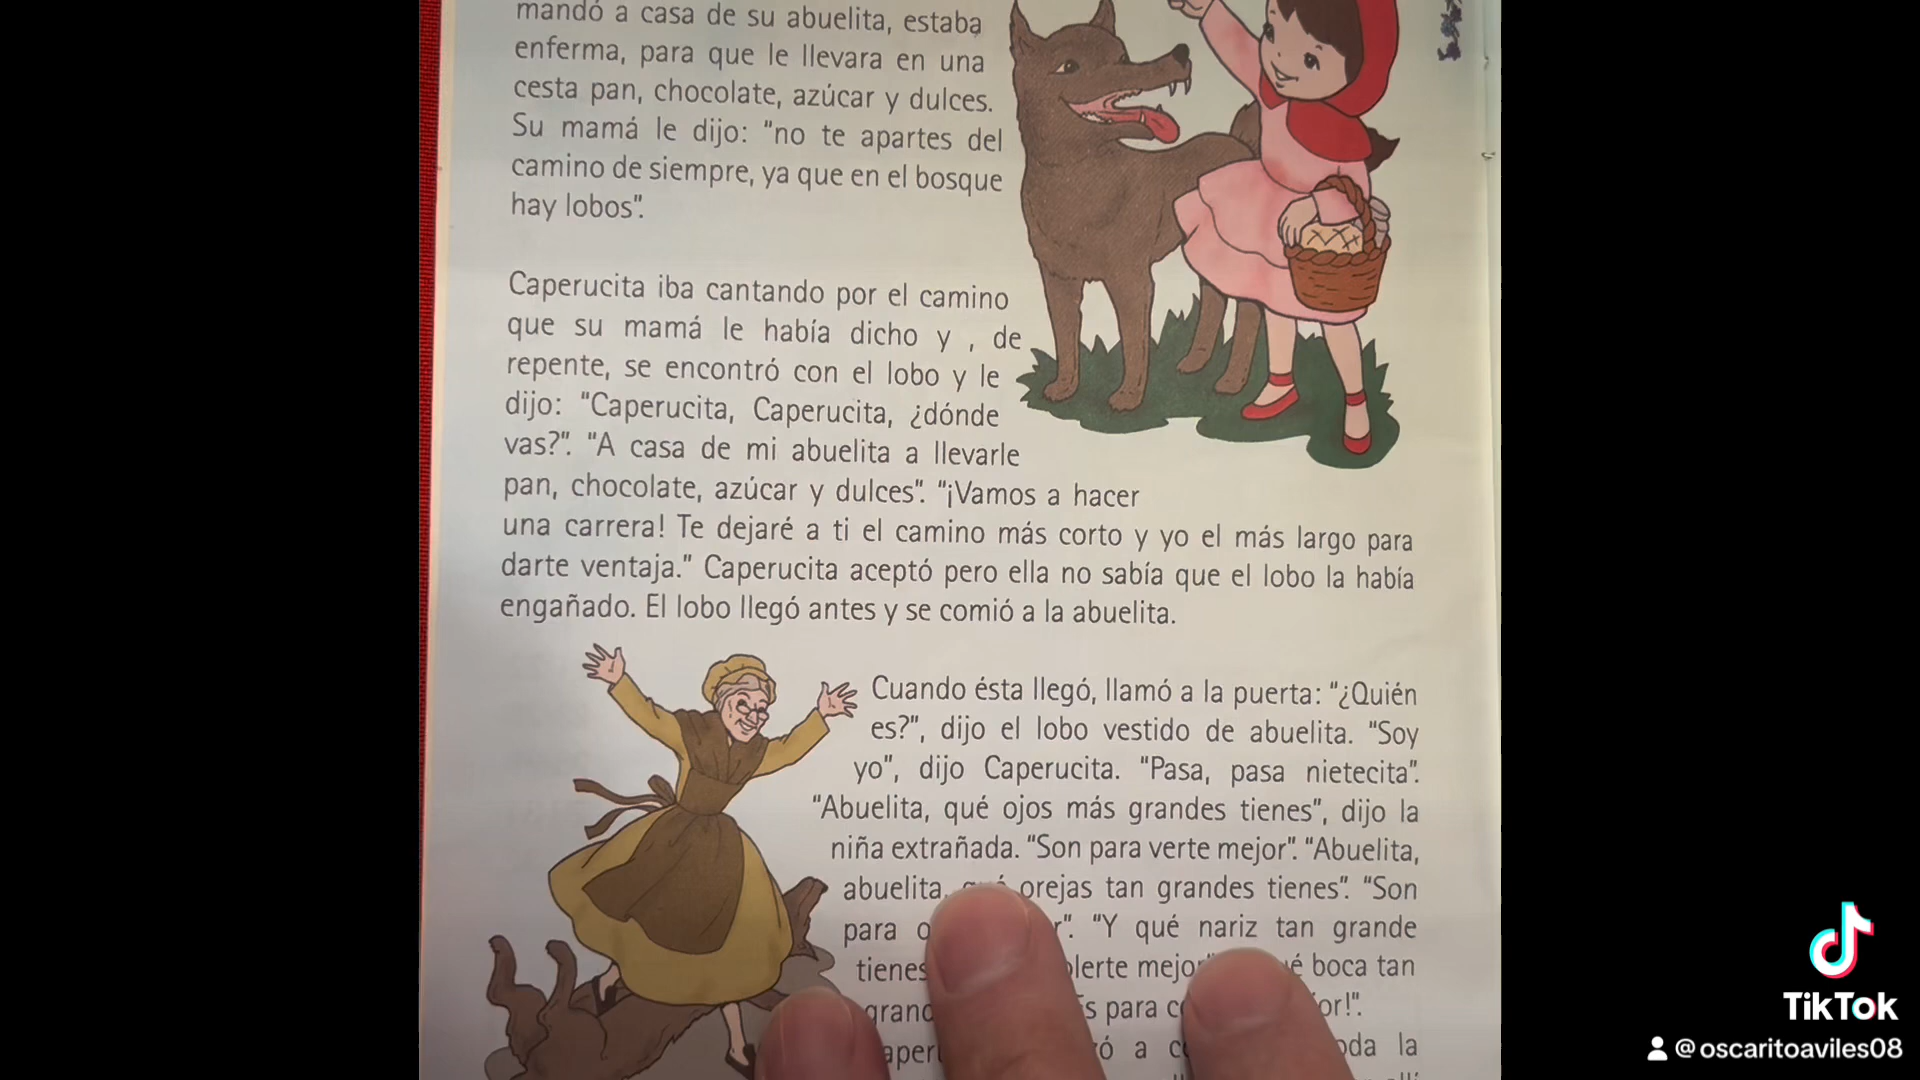 mandó a casa de su abuelita, estaba
enferma, para que le llevara en una
cesta pan, chocolate, azúcar y dulces.
Su mamá le dijo: "no te apartes del
camino de siempre, ya que en el bosque
hay lobos".
Caperucita iba cantando por el camino
que su mamá le había dicho y , de
repente, se encontró con el lobo y le
dijo: "Caperucita, Caperucita, ¿dónde
vas?". "A casa de mi abuelita a llevarle
pan, chocolate, azúcar y dulces". "¡Vamos a hacer
una carrera! Te dejaré a ti el camino más corto y yo el más largo para
darte ventaja." Caperucita aceptó pero ella no sabía que el lobo la había
engañado. El lobo llegó antes y se comió a la abuelita.
Cuando ésta llegó, llamó a la puerta: "¿Quién
es?", dijo el lobo vestido de abuelita. "Soy
yo", dijo Caperucita. "Pasa, pasa nietecita".
"Abuelita, qué ojos más grandes tienes", dijo la
niña extrañada. "Son para verte mejor". "Abuelita,
abuelita, orejas tan grandes tienes". "Son
para "Y qué nariz tan grande
tienes boca tan
para
a la
TikTok
@oscaritoaviles08